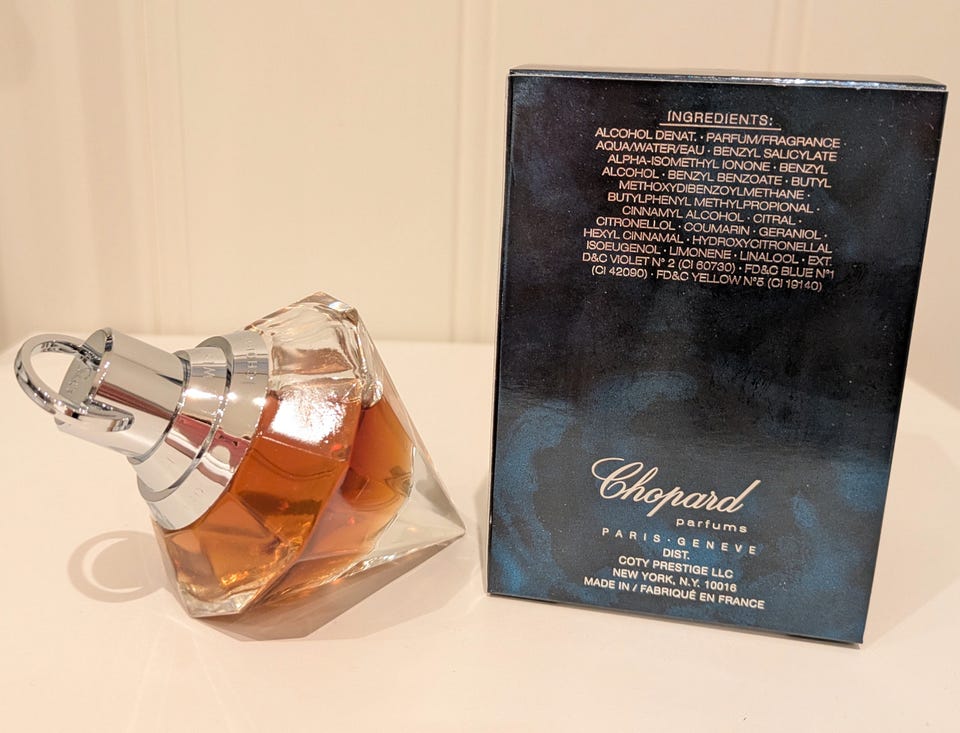 INGREDIENTS:
ALCOHOL DENAT. · PARFUM/FRAGRANCE ·
AQUA/WATER/EAU · BENZYL SALICYLATE
ALPHA-ISOMETHYL IONONE · BENZYL
ALCOHOL · BENZYL BENZOATE · BUTYL
METHOXYDIBENZOYLMETHANE ·
BUTYLPHENYL METHYLPROPIONAL ·
CINNAMYL ALCOHOL · CITRAL ·
CITRONELLOL · COUMARIN · GERANIOL ·
HEXYL CINNAMAL · HYDROXYCITRONELLAL
ISOEUGENOL · LIMONENE · LINALOOL · EXT.
D&C VIOLET N° 2 (CI 60730) · FD&C BLUE N°1
(CI 42090) · FD&C YELLOW N°5 (CI 19140)
Chopard
parfums
PARIS · GENEVE
DIST.
COTY PRESTIGE LLC
NEW YORK, N.Y. 10016
MADE IN / FABRIQUÉ EN FRANCE